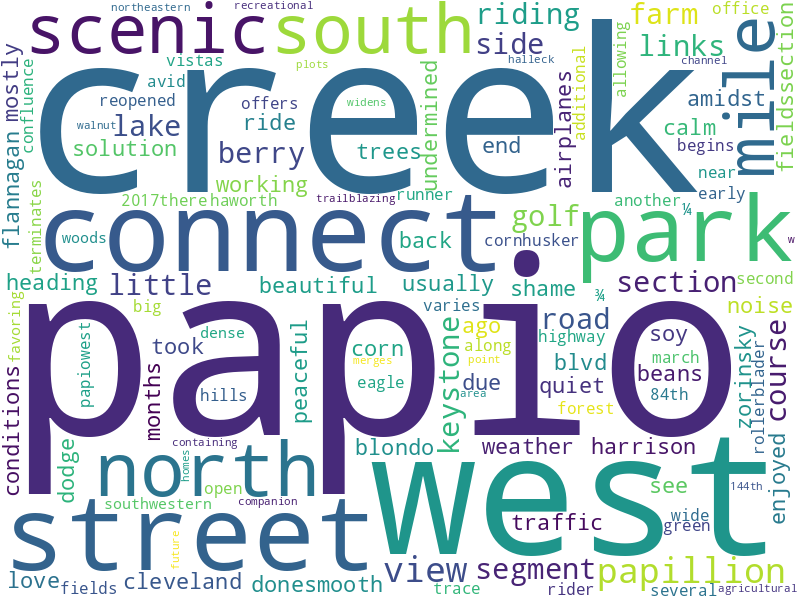 northeastern
recreational
scenic
south
riding
farm
office
creek
mile
side
links
vistas
plots
halleck
channel
avid
mostly
confluence
reopened
offers
undermined
airplanes
additional
allowing
amidst
fieldssection
walnut
lake
ride
widens
calm
begins
solution
berry
trees
end
near
working
flannagan
terminates
2017there
haworth
trailblazing
runner
early
another
¼
connect
park
woods
back
golf
cornhusker
w
heading
little
beautiful
usually
shame
section
second
big
varies
¾
noise
favoring
papio
papiowest
took
dense
peaceful
corn
keystone
ago
along
road
highway
soy
march
zorinsky
rollerblader
course
merges
point
due
blvd
quiet
beans
eagle
area
84th
hills
months
conditions
forest
containing
dodge
north
homes
blondo
weather
harrison
west
enjoyed
open
see
144th
southwestern
companion
street
traffic
wide
green
future
view
segment
papillion
love
fields
cleveland
donesmooth
trace
rider
several
agricultural